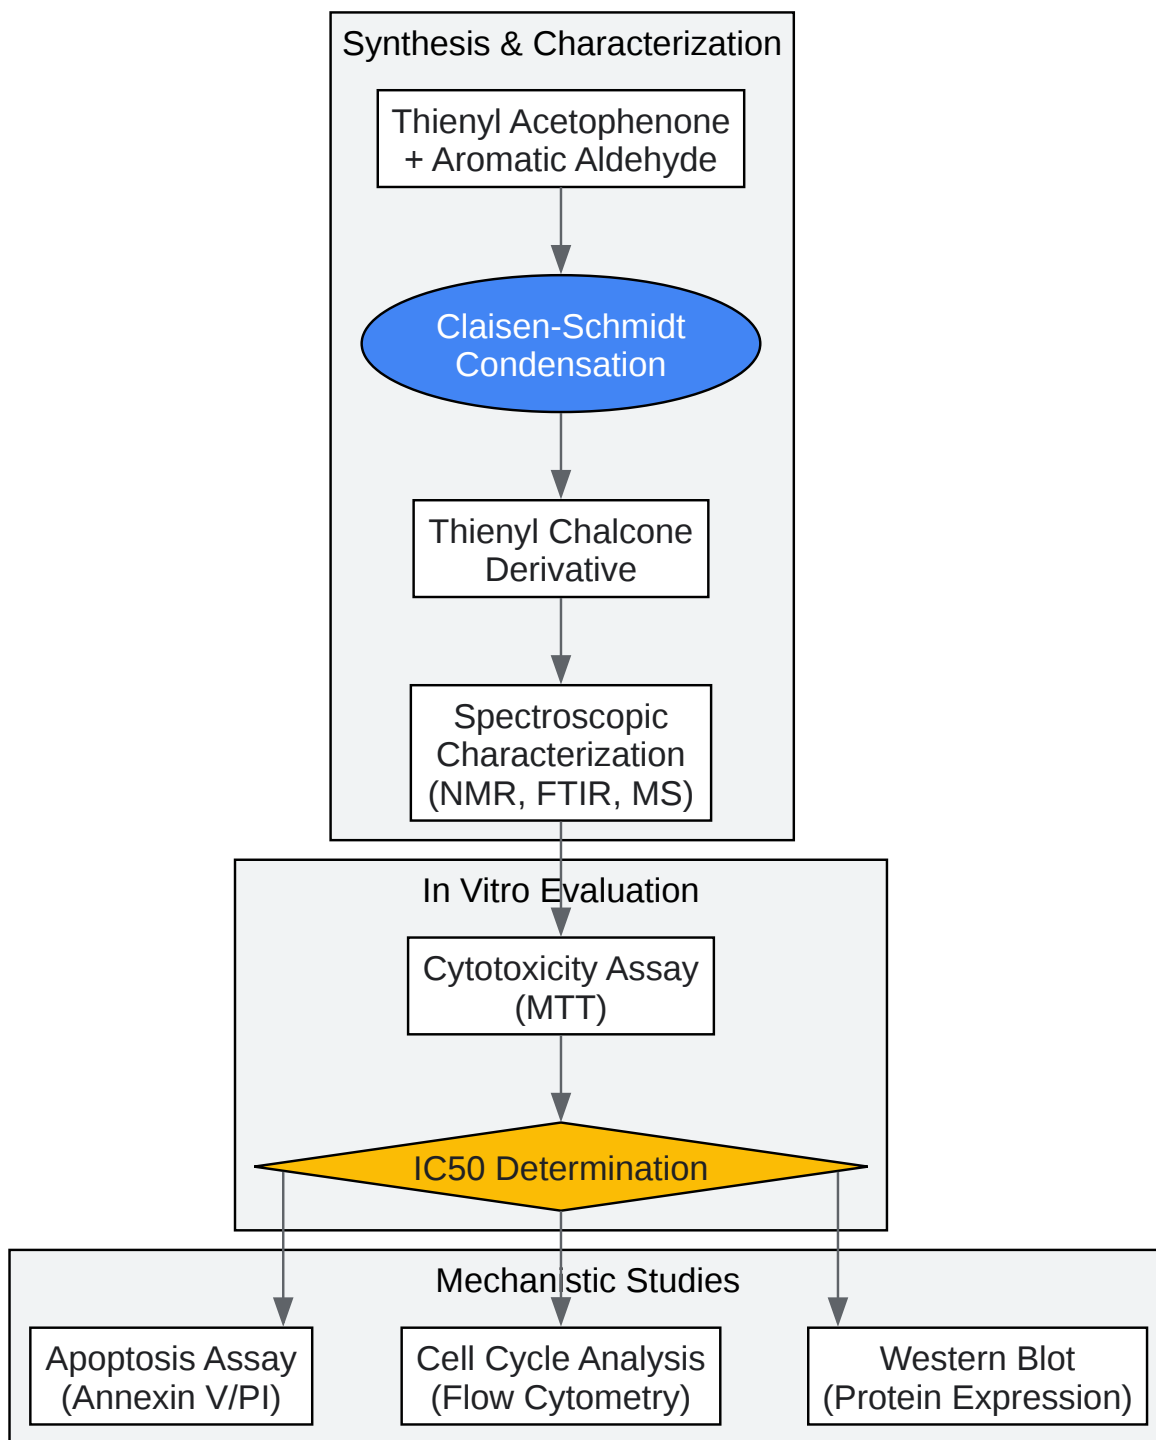 Synthesis & Characterization
Thienyl Acetophenone
+ Aromatic Aldehyde
Claisen-Schmidt
Condensation
Thienyl Chalcone
Derivative
Spectroscopic
Characterization
(NMR, FTIR, MS)
In Vitro Evaluation
Cytotoxicity Assay
(MTT)
IC50 Determination
Mechanistic Studies
Apoptosis Assay
(Annexin V/PI)
Cell Cycle Analysis
(Flow Cytometry)
Western Blot
(Protein Expression)